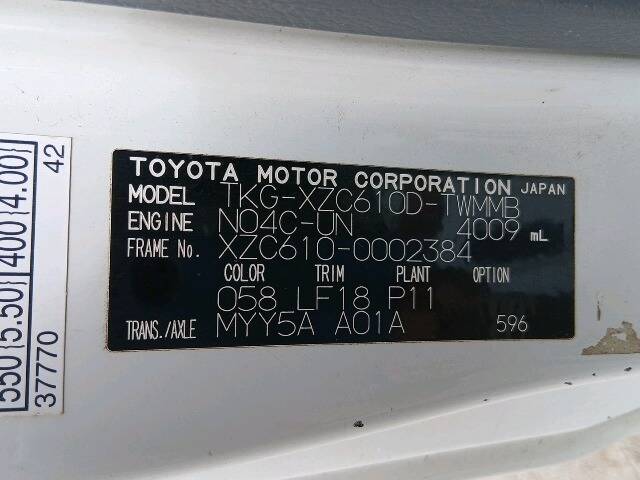 TOYOTA MOTOR CORPORATION JAPAN
MODEL TKG-XZC610D-TWMMB
ENGINE N04C-UN 4009 mL
FRAME No. XZC610-0002384
COLOR TRIM PLANT OPTION
058 LF18 P11
TRANS./AXLE MYY5A A01A 596
550(5.50) 400(4.00)
37770 42